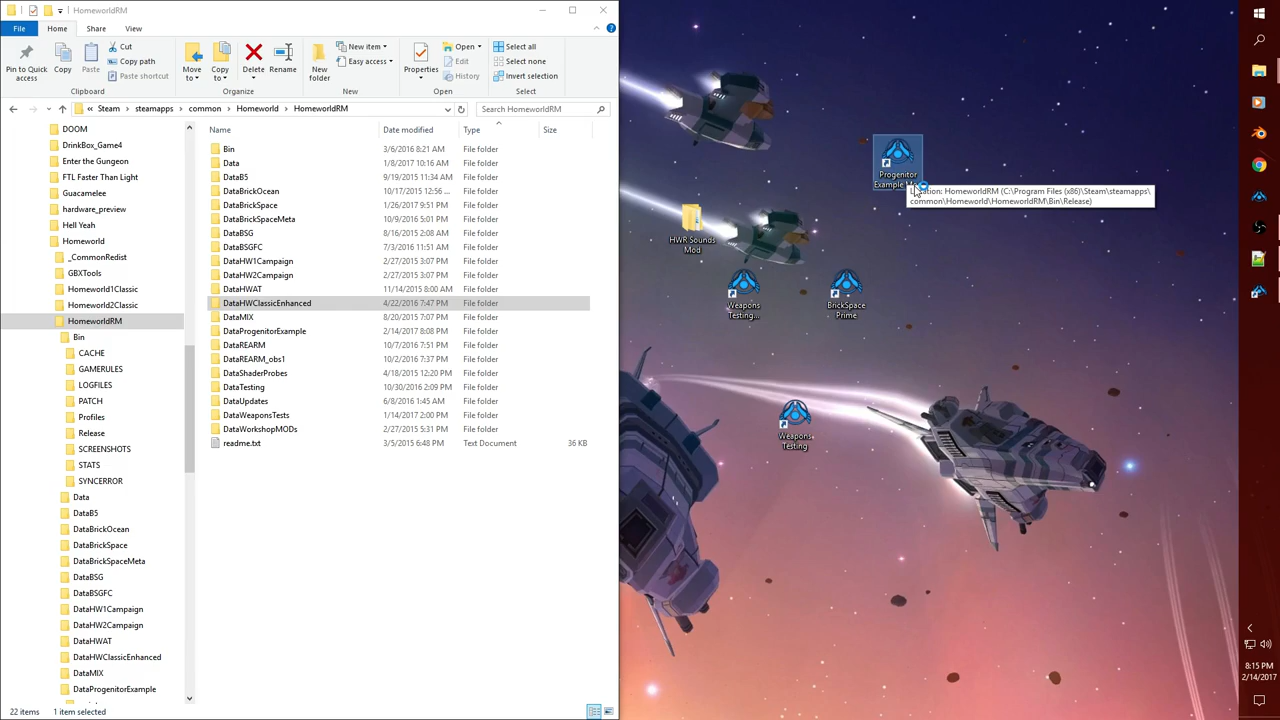 HomeworldRM
File
Home
Share
View
Pin to Quick access
Copy
Paste
Cut
Copy path
Paste shortcut
Move to
Copy to
Delete
Rename
New folder
New item
Easy access
Properties
Open
Edit
History
Select all
Select none
Invert selection
Clipboard
Organize
New
Open
Select
« Steam > steamapps > common > Homeworld > HomeworldRM
Search HomeworldRM
Name Date modified Type Size
DOOM
DrinkBox_Game4
Enter the Gungeon
FTL Faster Than Light
Guacamelee
hardware_preview
Hell Yeah
Homeworld
_CommonRedist
GBXTools
Homeworld1Classic
Homeworld2Classic
HomeworldRM
Bin
CACHE
GAMERULES
LOGFILES
PATCH
Profiles
Release
SCREENSHOTS
STATS
SYNCERROR
Data
DataB5
DataBrickOcean
DataBrickSpace
DataBrickSpaceMeta
DataBSG
DataBSGFC
DataHW1Campaign
DataHW2Campaign
DataHWAT
DataHWClassicEnhanced
DataMIX
DataProgenitorExample
Bin 3/6/2016 8:21 AM File folder
Data 1/8/2017 10:16 AM File folder
DataB5 9/19/2015 11:34 AM File folder
DataBrickOcean 10/17/2015 12:56 ... File folder
DataBrickSpace 1/26/2017 9:51 PM File folder
DataBrickSpaceMeta 10/9/2016 5:01 PM File folder
DataBSG 8/16/2015 2:08 AM File folder
DataBSGFC 7/3/2016 11:51 AM File folder
DataHW1Campaign 2/27/2015 3:07 PM File folder
DataHW2Campaign 2/27/2015 3:07 PM File folder
DataHWAT 11/14/2015 8:00 AM File folder
DataHWClassicEnhanced 4/22/2016 7:47 PM File folder
DataMIX 8/20/2015 7:07 PM File folder
DataProgenitorExample 2/14/2017 8:08 PM File folder
DataREARM 10/7/2016 7:51 PM File folder
DataREARM_obs1 10/2/2016 7:37 PM File folder
DataShaderProbes 4/18/2015 12:20 PM File folder
DataTesting 10/30/2016 2:09 PM File folder
DataUpdates 6/8/2016 1:45 AM File folder
DataWeaponsTests 1/14/2017 2:00 PM File folder
DataWorkshopMODs 2/27/2015 5:31 PM File folder
readme.txt 3/5/2015 6:48 PM Text Document 36 KB
22 items 1 item selected
Progenitor
Example
Location: HomeworldRM (C:\Program Files (x86)\Steam\steamapps\
common\Homeworld\HomeworldRM\Bin\Release)
HWR Sounds
Mod
Weapons
Testing...
BrickSpace
Prime
Weapons
Testing
8:15 PM
2/14/2017